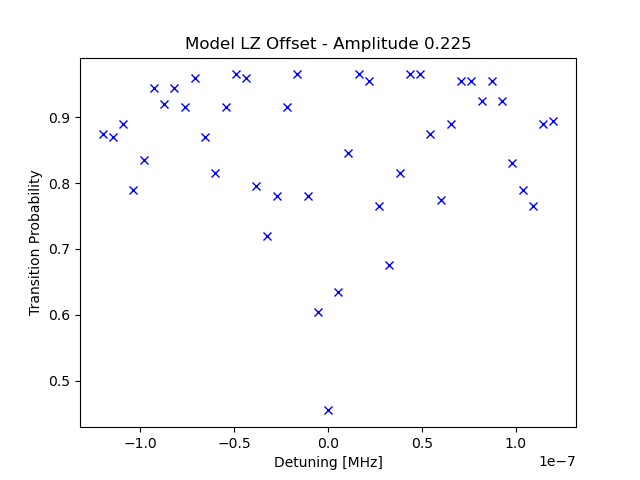 Model LZ Offset - Amplitude 0.225
Transition Probability
0.9
0.8
0.7
0.6
0.5
−1.0 −0.5 0.0 0.5 1.0
1e−7
Detuning [MHz]